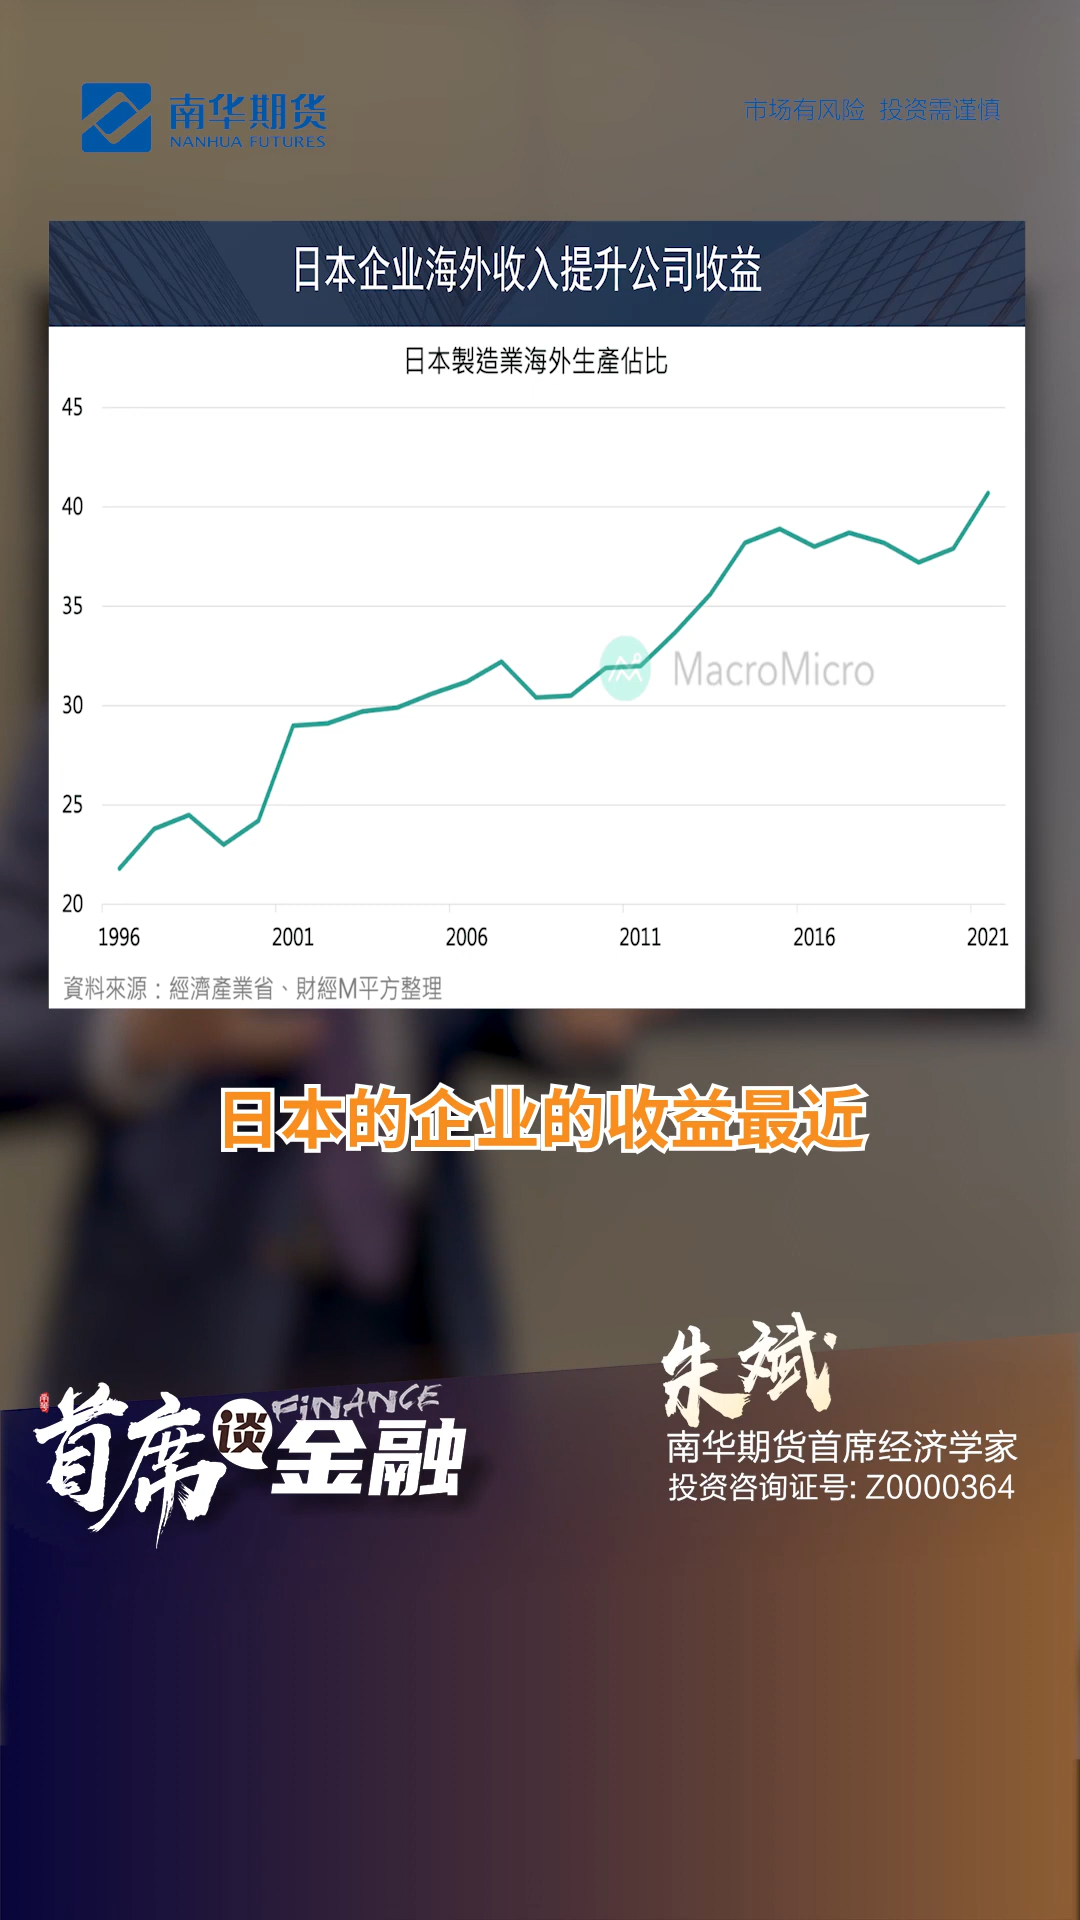 南华期货
NANHUA FUTURES
市场有风险 投资需谨慎
日本企业海外收入提升公司收益
日本製造業海外生產佔比
45
40
35
30
25
20
MacroMicro
1996 2001 2006 2011 2016 2021
資料來源：經濟產業省、財經M平方整理
日本的企业的收益最近
首席谈金融
FiNANCE
朱斌
南华期货首席经济学家
投资咨询证号: Z0000364